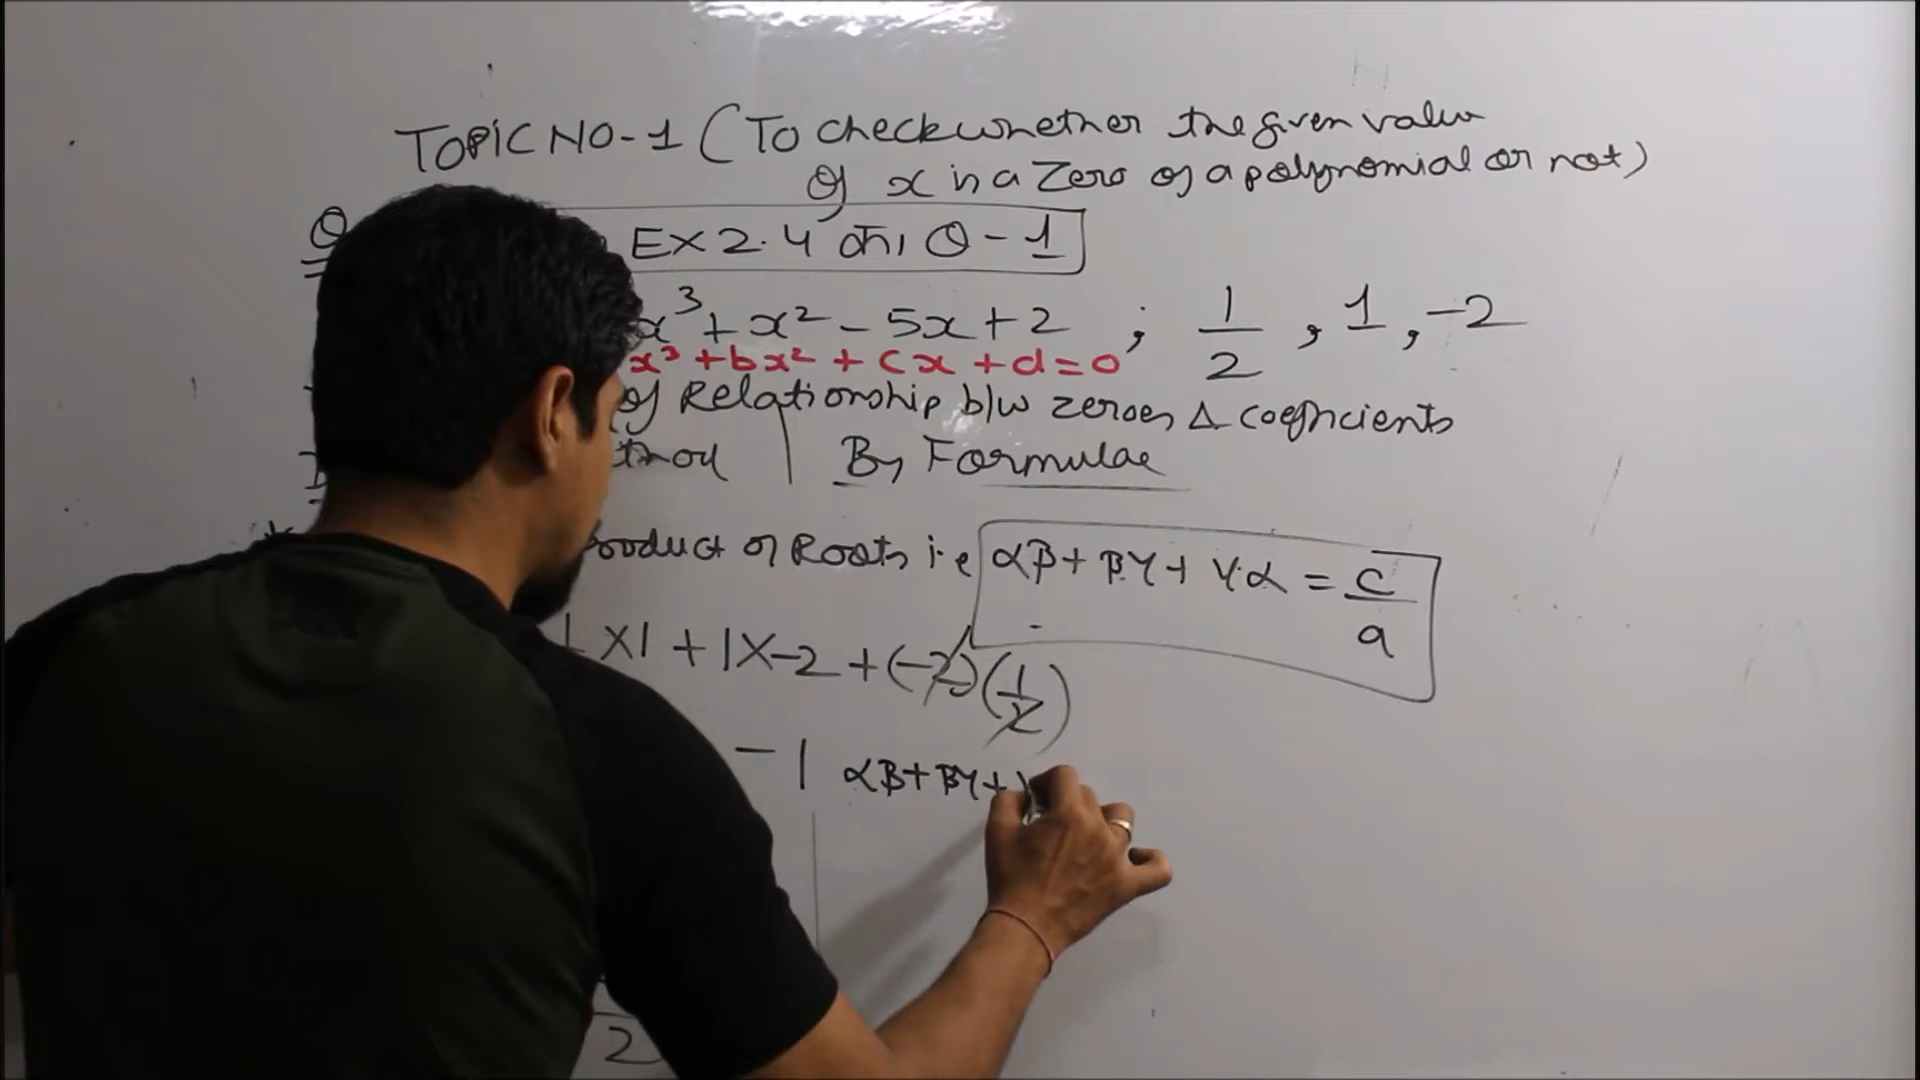 TOPIC NO-1 (To check whether the given value
of x is a zero of a polynomial or not)
Q
EX 2.4 का Q-1
x³ + x² - 5x + 2 ; 1/2 , 1 , -2
x³ + bx² + cx + d = 0
of Relationship b/w zeroes & coefficients
By Formulae
Product of Roots i.e αβ + βγ + γα = c/a
×1 + 1×-2 + (-2)(1/2)
-1 αβ + βγ +
2